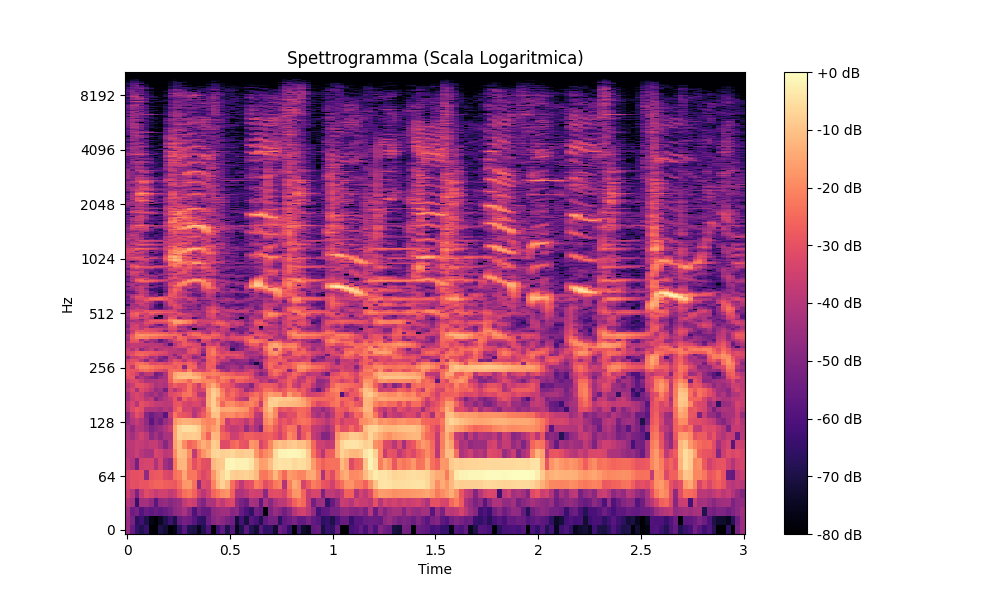 Spettrogramma (Scala Logaritmica)
Hz
8192
4096
2048
1024
512
256
128
64
0
0 0.5 1 1.5 2 2.5 3
Time
+0 dB
-10 dB
-20 dB
-30 dB
-40 dB
-50 dB
-60 dB
-70 dB
-80 dB